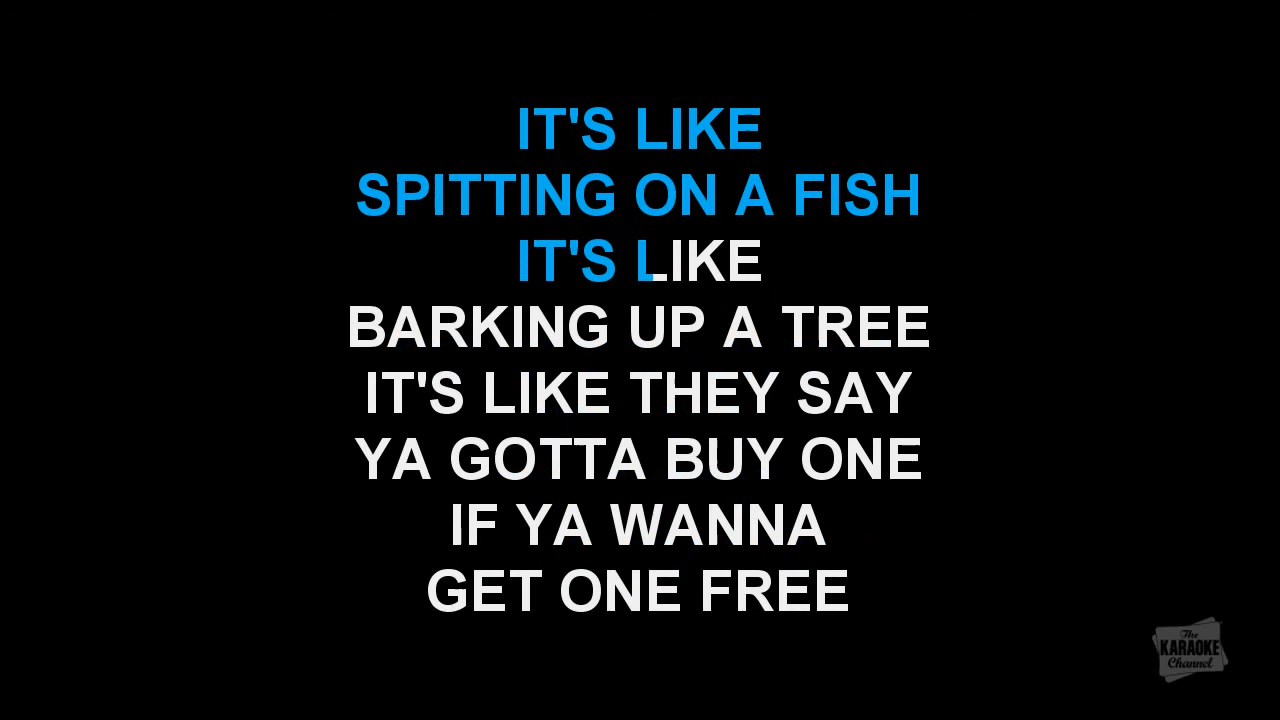 IT'S LIKE
SPITTING ON A FISH
IT'S LIKE
BARKING UP A TREE
IT'S LIKE THEY SAY
YA GOTTA BUY ONE
IF YA WANNA
GET ONE FREE
The
KARAOKE
Channel